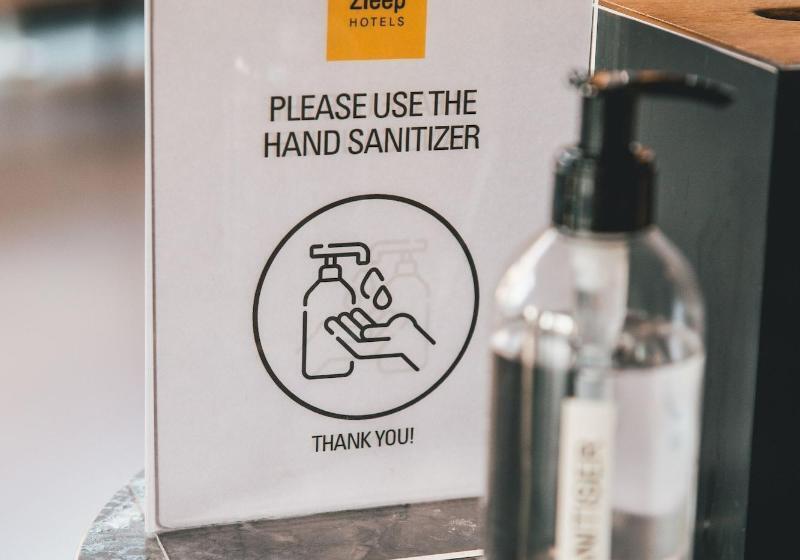 Zleep
HOTELS
PLEASE USE THE
HAND SANITIZER
THANK YOU!